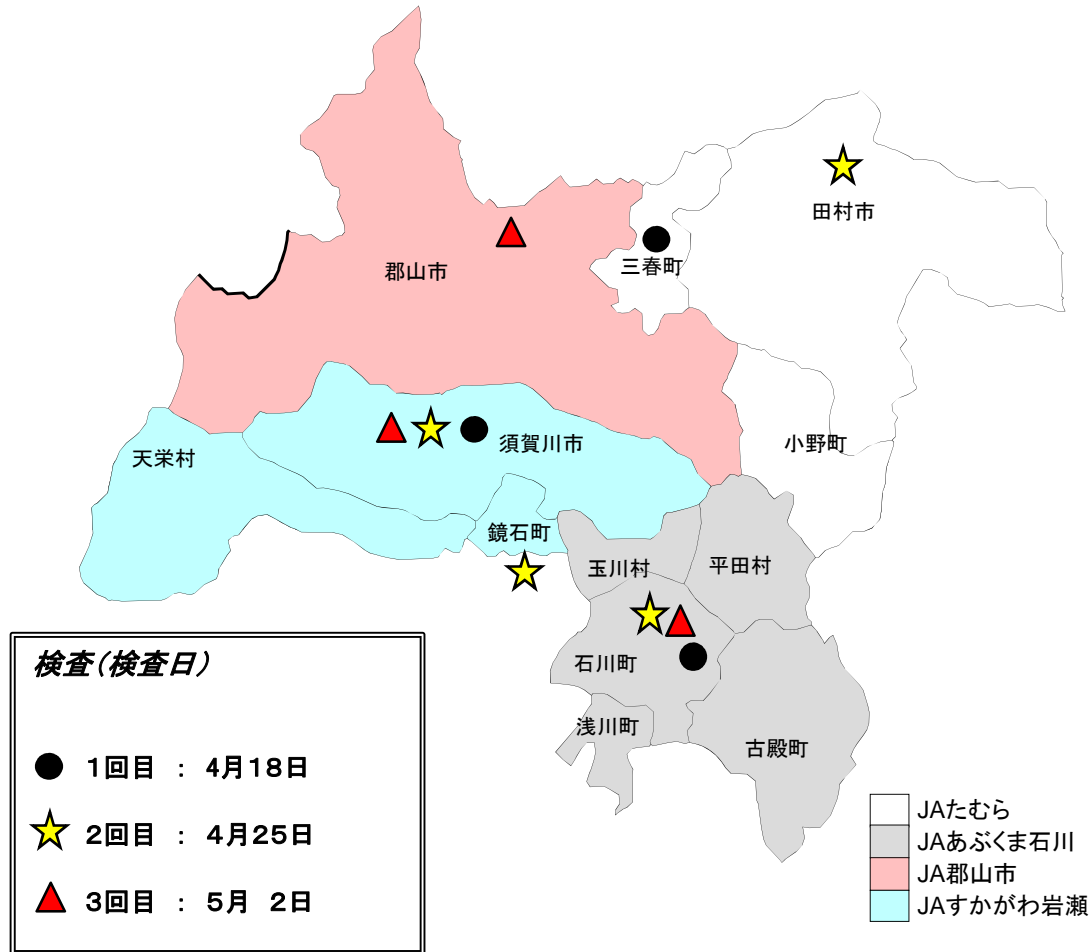 田村市
三春町
郡山市
小野町
須賀川市
天栄村
鏡石町
玉川村
平田村
石川町
浅川町
古殿町
検査(検査日)
1回目 : 4月18日
2回目 : 4月25日
3回目 : 5月 2日
JAたむら
JAあぶくま石川
JA郡山市
JAすかがわ岩瀬